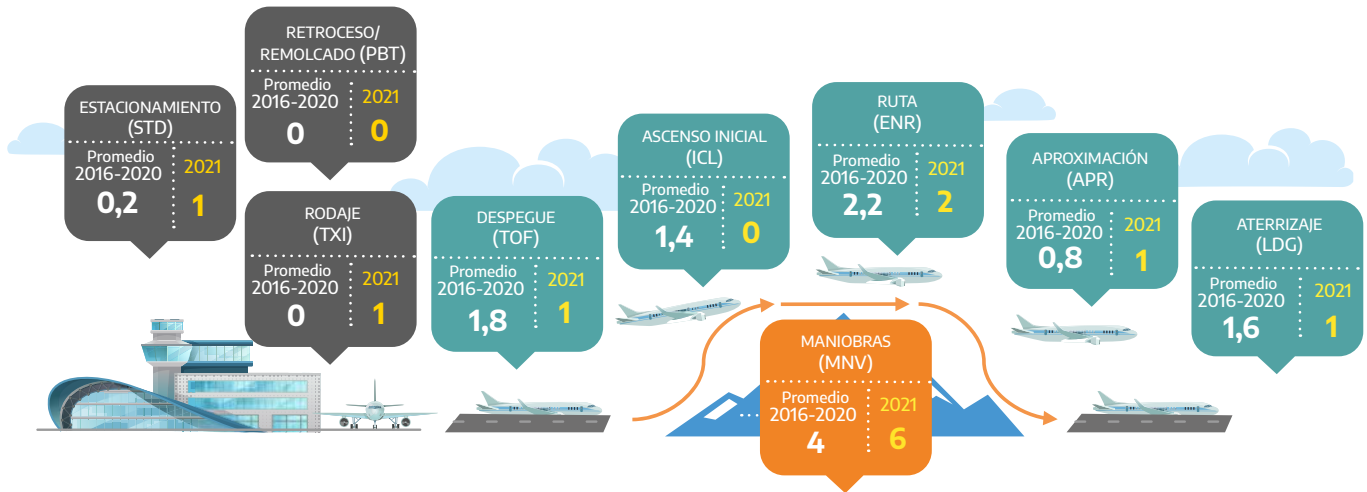 ESTACIONAMIENTO
(STD)
Promedio
2016-2020
0,2
2021
1
RETROCESO/
REMOLCADO (PBT)
Promedio
2016-2020
0
2021
0
RODAJE
(TXI)
Promedio
2016-2020
0
2021
1
DESPEGUE
(TOF)
Promedio
2016-2020
1,8
2021
1
ASCENSO INICIAL
(ICL)
Promedio
2016-2020
1,4
2021
0
RUTA
(ENR)
Promedio
2016-2020
2,2
2021
2
MANIOBRAS
(MNV)
Promedio
2016-2020
4
2021
6
APROXIMACIÓN
(APR)
Promedio
2016-2020
0,8
2021
1
ATERRIZAJE
(LDG)
Promedio
2016-2020
1,6
2021
1